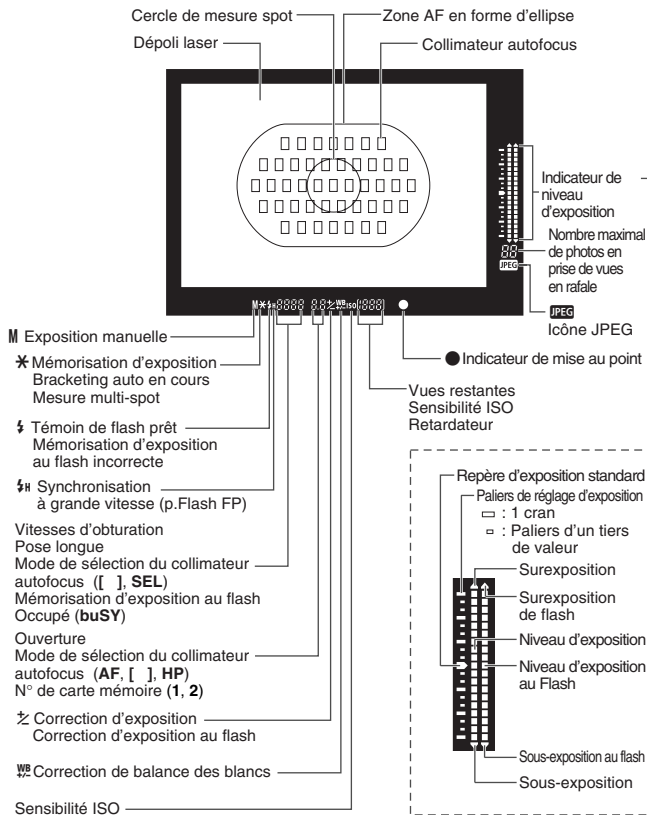 Cercle de mesure spot
Zone AF en forme d'ellipse
Dépoli laser
Collimateur autofocus
Indicateur de
niveau
d'exposition
Nombre maximal
de photos en
prise de vues
en rafale
JPEG
Icône JPEG
88
JPEG
M
WB
ISO
M Exposition manuelle
Indicateur de mise au point
Mémorisation d'exposition
Bracketing auto en cours
Mesure multi-spot
Vues restantes
Sensibilité ISO
Retardateur
Témoin de flash prêt
Mémorisation d'exposition
au flash incorrecte
H Synchronisation
à grande vitesse (p.Flash FP)
Vitesses d'obturation
Pose longue
Mode de sélection du collimateur
autofocus ([ ], SEL)
Mémorisation d'exposition au flash
Occupé (buSY)
Ouverture
Mode de sélection du collimateur
autofocus (AF, [ ], HP)
N° de carte mémoire (1, 2)
Correction d'exposition
Correction d'exposition au flash
WB Correction de balance des blancs
Sensibilité ISO
Repère d'exposition standard
Paliers de réglage d'exposition
: 1 cran
: Paliers d'un tiers
de valeur
Surexposition
Surexposition
de flash
Niveau d'exposition
Niveau d'exposition
au Flash
Sous-exposition au flash
Sous-exposition